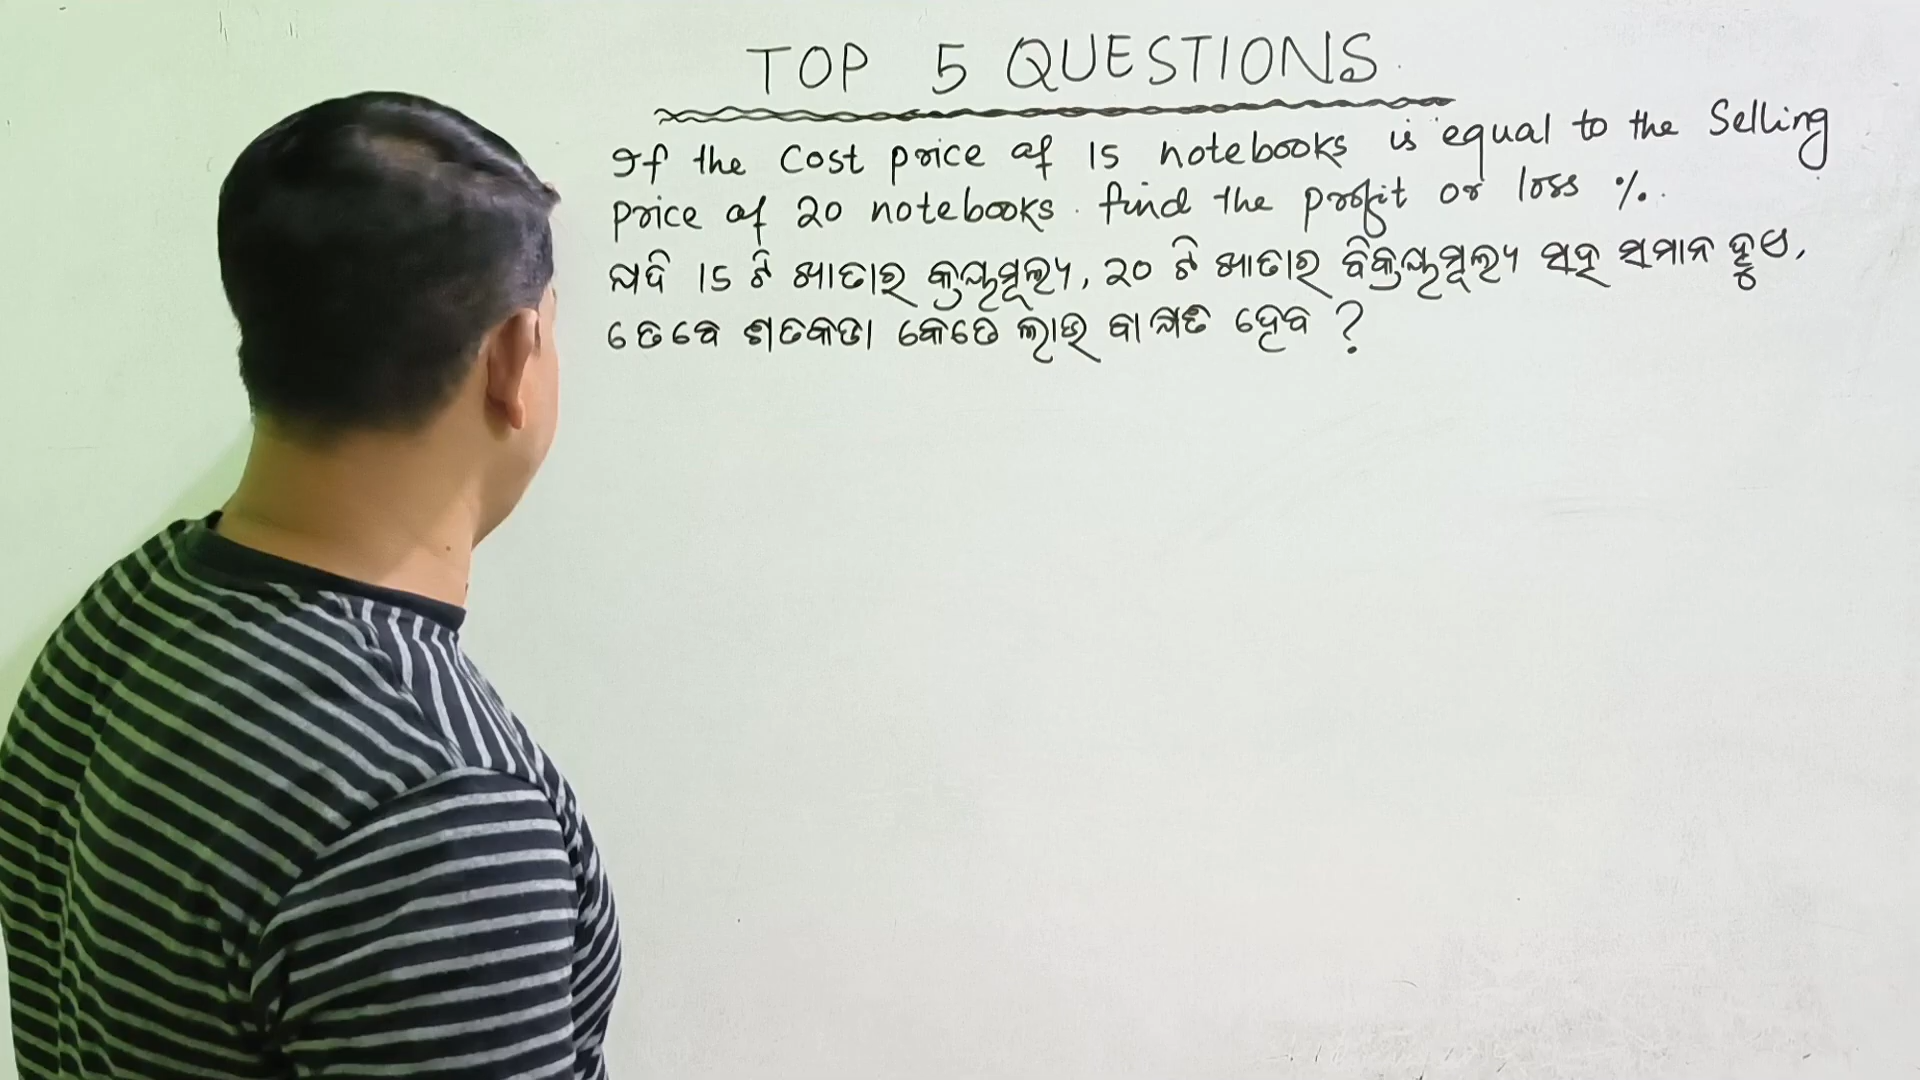 TOP 5 QUESTIONS
If the Cost price of 15 notebooks is equal to the Selling
price of 20 notebooks. find the profit or loss %.
ଯଦି 15 ଟି ଖାତାର କ୍ରୟମୂଲ୍ୟ, 20 ଟି ଖାତାର ବିକ୍ରୟମୂଲ୍ୟ ସହ ସମାନ ହୁଏ,
ତେବେ ଶତକଡା କେତେ ଲାଭ ବା କ୍ଷତି ହେବ ?